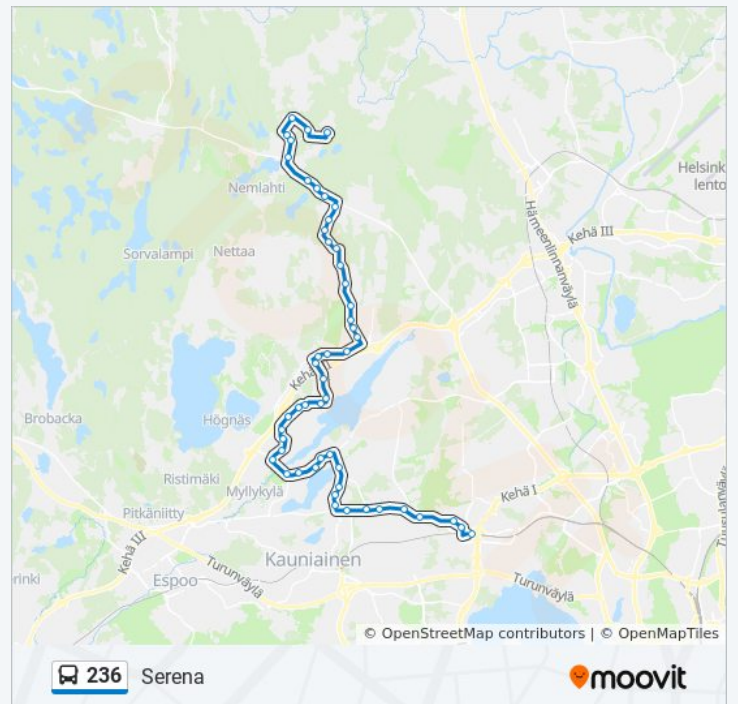 Helsink
lento
Nemlahti
Hämeenlinnanväylä
Kehä III
Sorvalampi
Nettaa
Brobacka
Högnäs
Ristimäki
Myllykylä
Kehä I
Pitkäniitty
Kehä III
Turunväylä
Kauniainen
Espoo
rinki
Turunväylä
© OpenStreetMap contributors | © OpenMapTiles
236 Serena
moovit